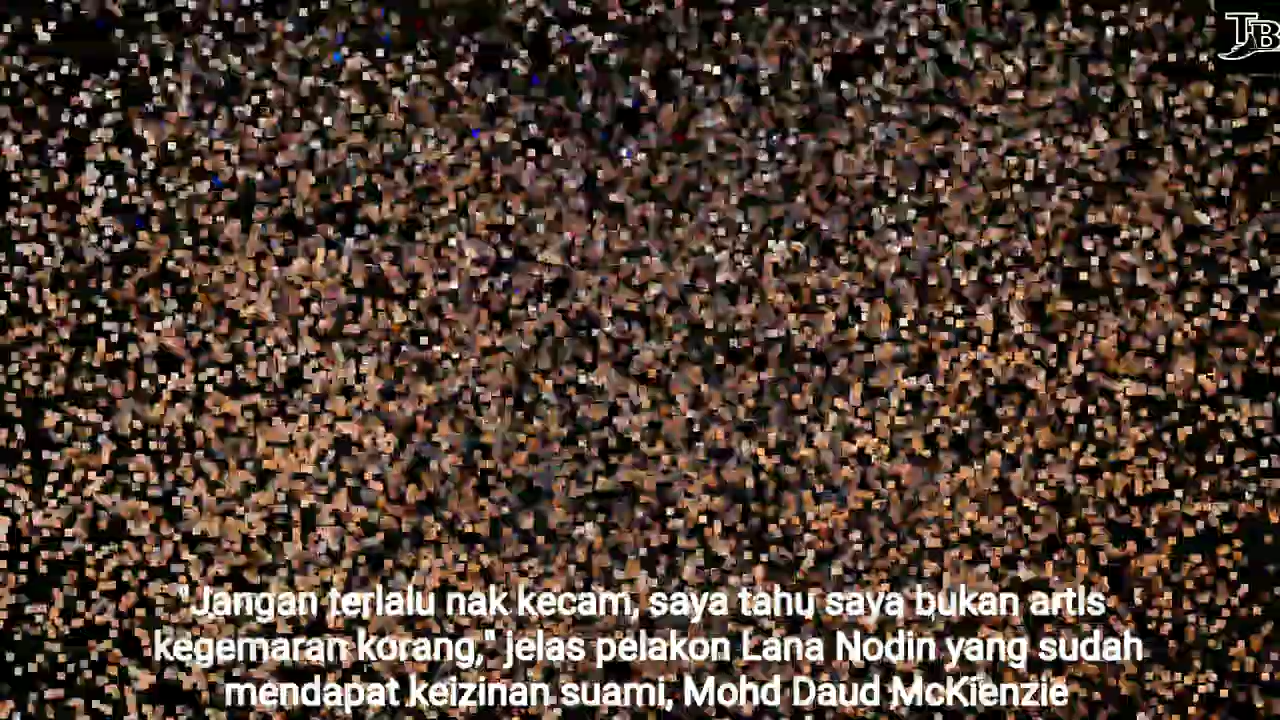 JB
"Jangan terlalu nak kecam, saya tahu saya bukan artis
kegemaran korang," jelas pelakon Lana Nodin yang sudah
mendapat keizinan suami, Mohd Daud McKienzie